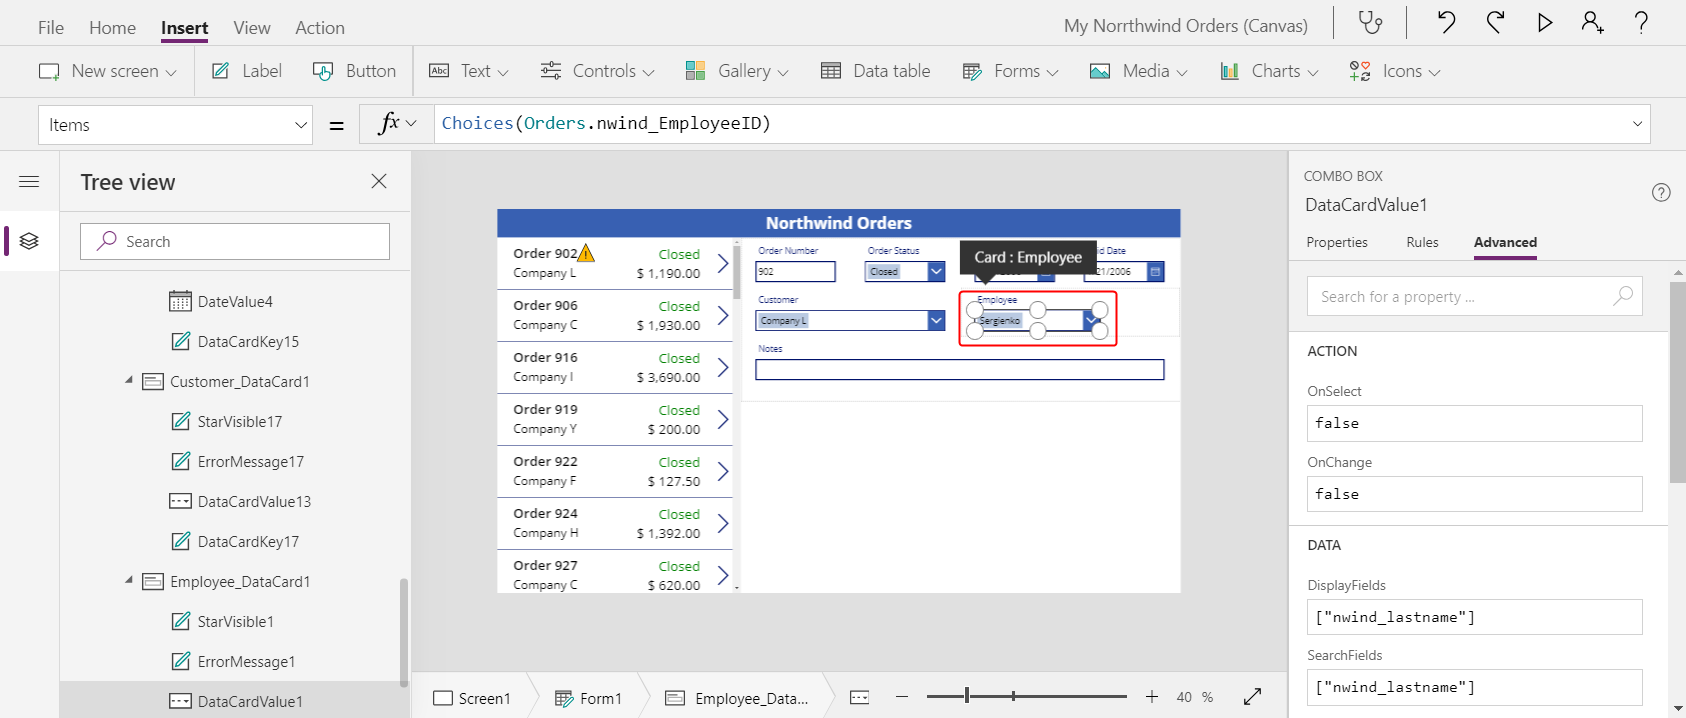 File Home Insert View Action My Norrthwind Orders (Canvas) ?
New screen Label Button Abc Text Controls Gallery Data table Forms Media Charts Icons
Items = fx Choices(Orders.nwind_EmployeeID)
Tree view
Search
DateValue4
DataCardKey15
Customer_DataCard1
StarVisible17
ErrorMessage17
DataCardValue13
DataCardKey17
Employee_DataCard1
StarVisible1
ErrorMessage1
DataCardValue1
Northwind Orders
Order 902 Closed
Company L $ 1,190.00
Order 906 Closed
Company C $ 1,930.00
Order 916 Closed
Company I $ 3,690.00
Order 919 Closed
Company Y $ 200.00
Order 922 Closed
Company F $ 127.50
Order 924 Closed
Company H $ 1,392.00
Order 927 Closed
Company C $ 620.00
Order Number Order Status Date
902 Closed 21/2006
Card : Employee
Customer Employee
Company L Sergienko
Notes
Screen1 Form1 Employee_Data... 40 %
COMBO BOX
DataCardValue1 ?
Properties Rules Advanced
Search for a property ...
ACTION
OnSelect
false
OnChange
false
DATA
DisplayFields
["nwind_lastname"]
SearchFields
["nwind_lastname"]